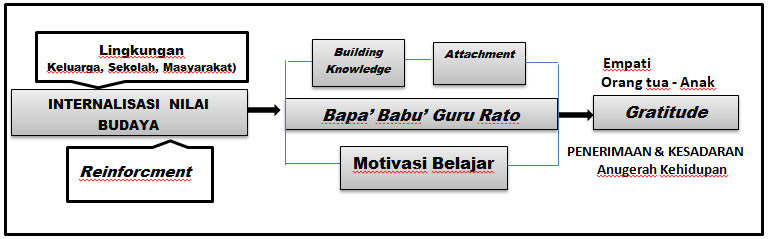 Lingkungan
Keluarga, Sekolah, Masyarakat)
INTERNALISASI NILAI
BUDAYA
Reinforcment
Building
Knowledge
Attachment
Bapa’ Babu’ Guru Rato
Motivasi Belajar
Empati
Orang tua - Anak
Gratitude
PENERIMAAN & KESADARAN
Anugerah Kehidupan